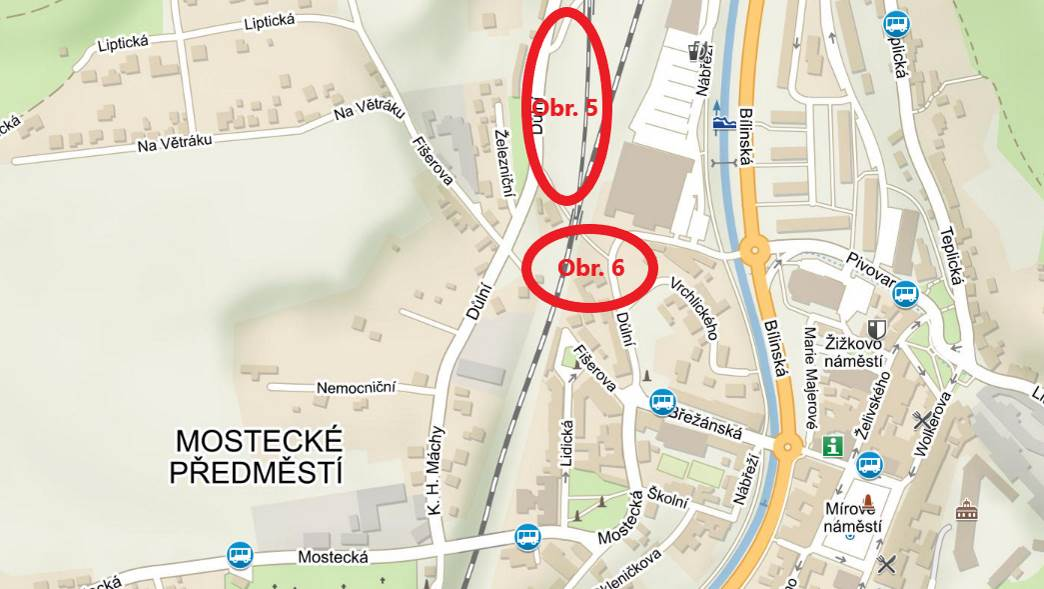 Liptická
Liptická
Na Větráku
Na Větráku
Fišerova
Železniční
Důlní
Obr. 5
Nábřeží
Bílinská
Teplická
Teplická
Obr. 6
Důlní
Důlní
Vrchlického
Pivovar
Žižkovo
náměstí
Marie Majerové
Bílinská
Fišerova
Želivského
Wolkerova
Nemocniční
Břežánská
Lidická
K. H. Máchy
MOSTECKÉ
PŘEDMĚSTÍ
Školní
Nábřeží
Mírové
náměstí
Mostecká
Mostecká
kleničkova